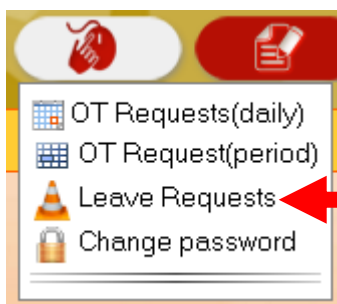 OT Requests(daily)
OT Request(period)
Leave Requests
Change password